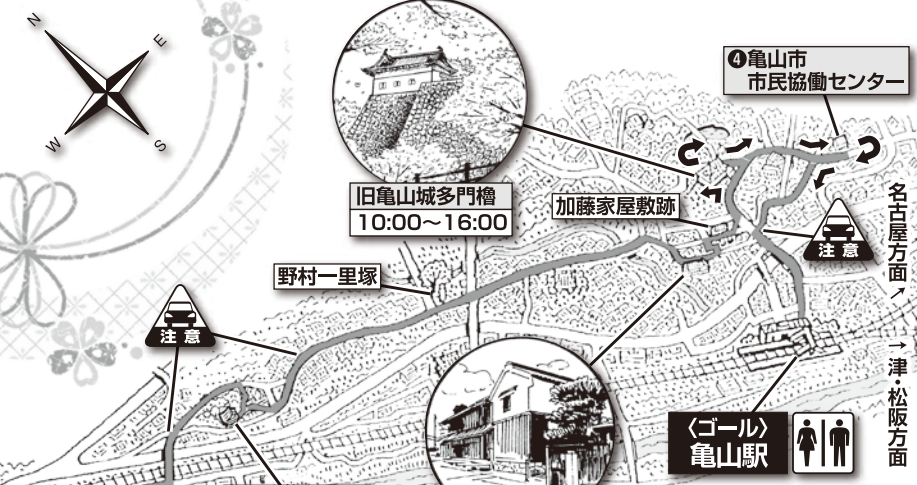 N
E
W
S
❹亀山市
市民協働センター
旧亀山城多門櫓
10:00〜16:00
加藤家屋敷跡
注意
野村一里塚
注意
名古屋方面↗
→津・松阪方面
〈ゴール〉
亀山駅